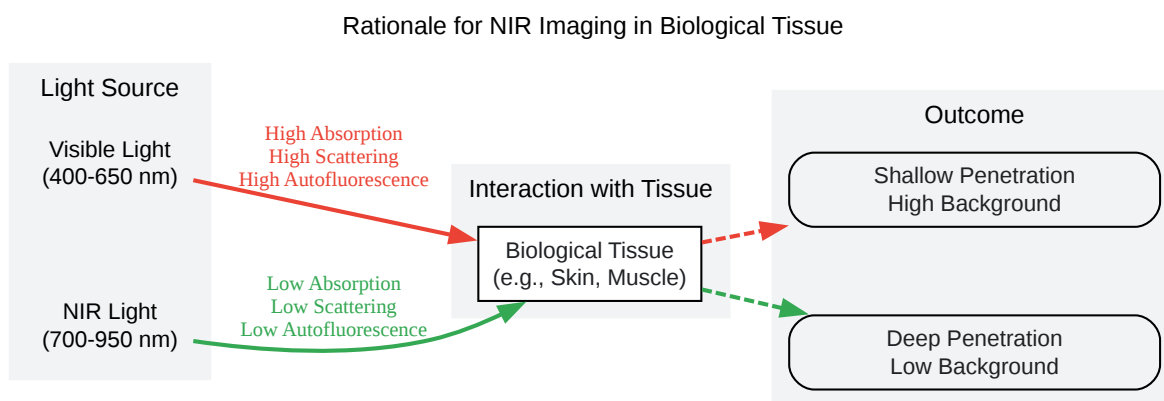 Rationale for NIR Imaging in Biological Tissue
Light Source
Visible Light
(400-650 nm)
NIR Light
(700-950 nm)
High Absorption
High Scattering
High Autofluorescence
Low Absorption
Low Scattering
Low Autofluorescence
Interaction with Tissue
Biological Tissue
(e.g., Skin, Muscle)
Outcome
Shallow Penetration
High Background
Deep Penetration
Low Background